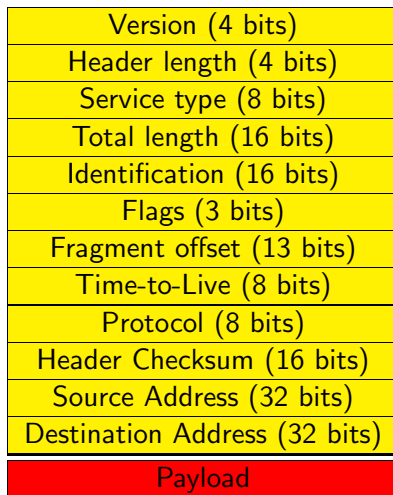 Version (4 bits)
Header length (4 bits)
Service type (8 bits)
Total length (16 bits)
Identification (16 bits)
Flags (3 bits)
Fragment offset (13 bits)
Time-to-Live (8 bits)
Protocol (8 bits)
Header Checksum (16 bits)
Source Address (32 bits)
Destination Address (32 bits)
Payload